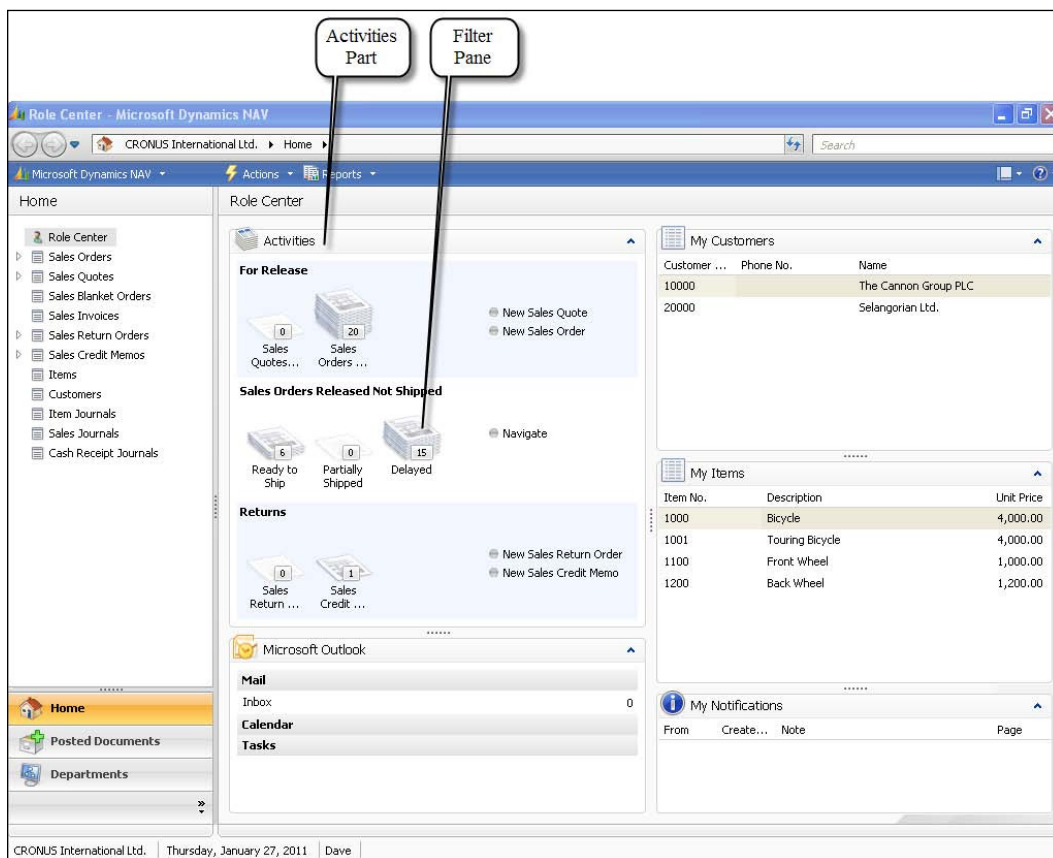 Activities
Part
Filter
Pane
Role Center - Microsoft Dynamics NAV
CRONUS International Ltd. Home
Search
Microsoft Dynamics NAV
Actions
Reports
Home
Role Center
Role Center
Sales Orders
Sales Quotes
Sales Blanket Orders
Sales Invoices
Sales Return Orders
Sales Credit Memos
Items
Customers
Item Journals
Sales Journals
Cash Receipt Journals
Home
Posted Documents
Departments
Activities
For Release
0
20
Sales
Quotes...
Sales
Orders ...
New Sales Quote
New Sales Order
Sales Orders Released Not Shipped
6
0
15
Ready to
Ship
Partially
Shipped
Delayed
Navigate
Returns
0
1
Sales
Return ...
Sales
Credit ...
New Sales Return Order
New Sales Credit Memo
Microsoft Outlook
Mail
Inbox 0
Calendar
Tasks
My Customers
Customer ... Phone No. Name
10000 The Cannon Group PLC
20000 Selangorian Ltd.
My Items
Item No. Description Unit Price
1000 Bicycle 4,000.00
1001 Touring Bicycle 4,000.00
1100 Front Wheel 1,000.00
1200 Back Wheel 1,200.00
My Notifications
From Create... Note Page
CRONUS International Ltd. Thursday, January 27, 2011 Dave